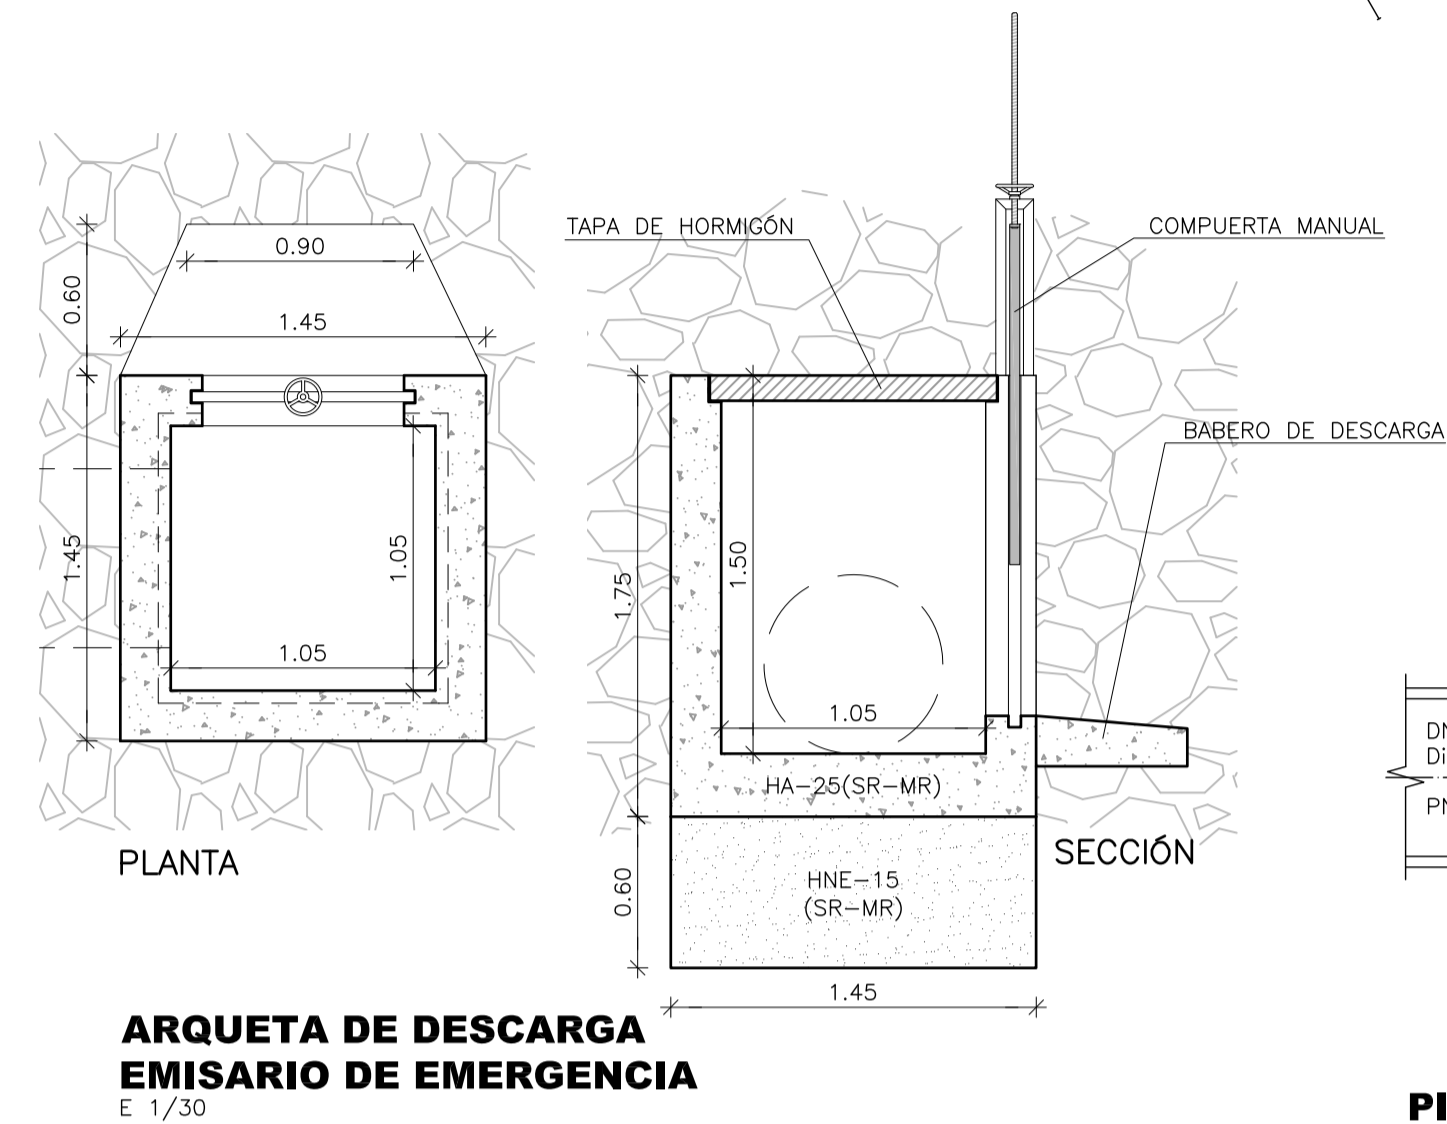 0.90
0.60
1.45
1.45
1.05
1.05
PLANTA
TAPA DE HORMIGÓN
COMPUERTA MANUAL
BABERO DE DESCARGA
1.75
1.50
1.05
HA-25(SR-MR)
0.60
HNE-15
(SR-MR)
SECCIÓN
1.45
ARQUETA DE DESCARGA
EMISARIO DE EMERGENCIA
E 1/30